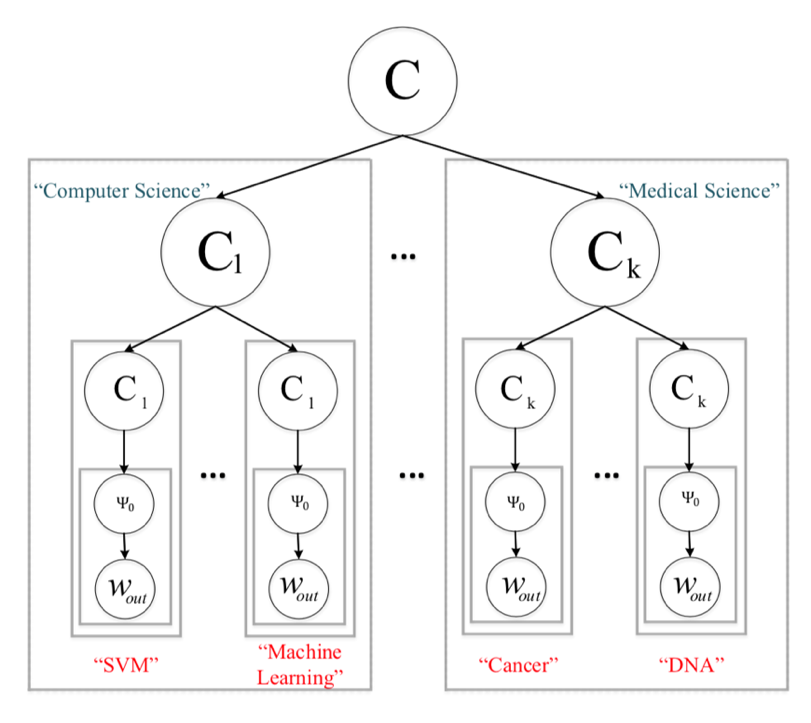 C
“Computer Science”
“Medical Science”
C1
...
Ck
C1
C1
Ck
Ck
...
...
...
Ψ0
Ψ0
Ψ0
Ψ0
wout
wout
wout
wout
“SVM”
“Machine
Learning”
“Cancer”
“DNA”